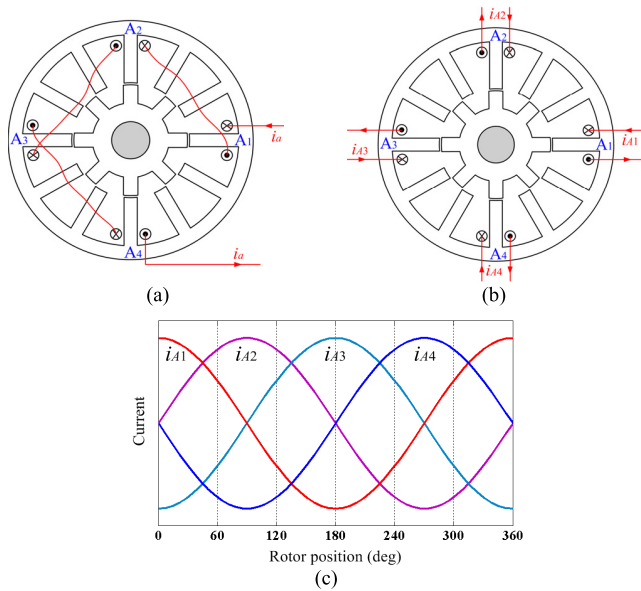 A2
A3
A1
ia
A4
ia
(a)
iA2
A2
A3
A1
iA3
iA1
A4
iA4
(b)
iA1 iA2 iA3 iA4
Current
0 60 120 180 240 300 360
Rotor position (deg)
(c)